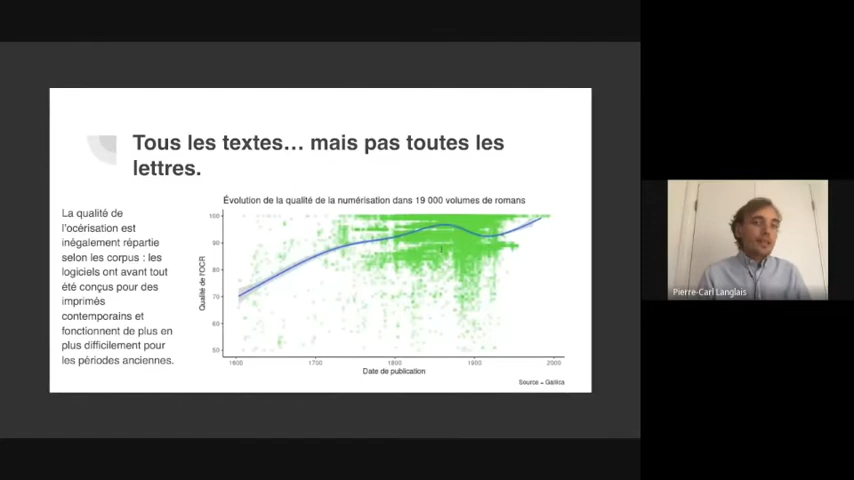 Tous les textes… mais pas toutes les
lettres.
La qualité de
l'océrisation est
inégalement répartie
selon les corpus : les
logiciels ont avant tout
été conçus pour des
imprimés
contemporains et
fonctionnent de plus en
plus difficilement pour
les périodes anciennes.
Évolution de la qualité de la numérisation dans 19 000 volumes de romans
Qualité de l'OCR
100
90
80
70
60
50
1600
1700
1800
1900
2000
Date de publication
Source = Gallica
Pierre-Carl Langlais